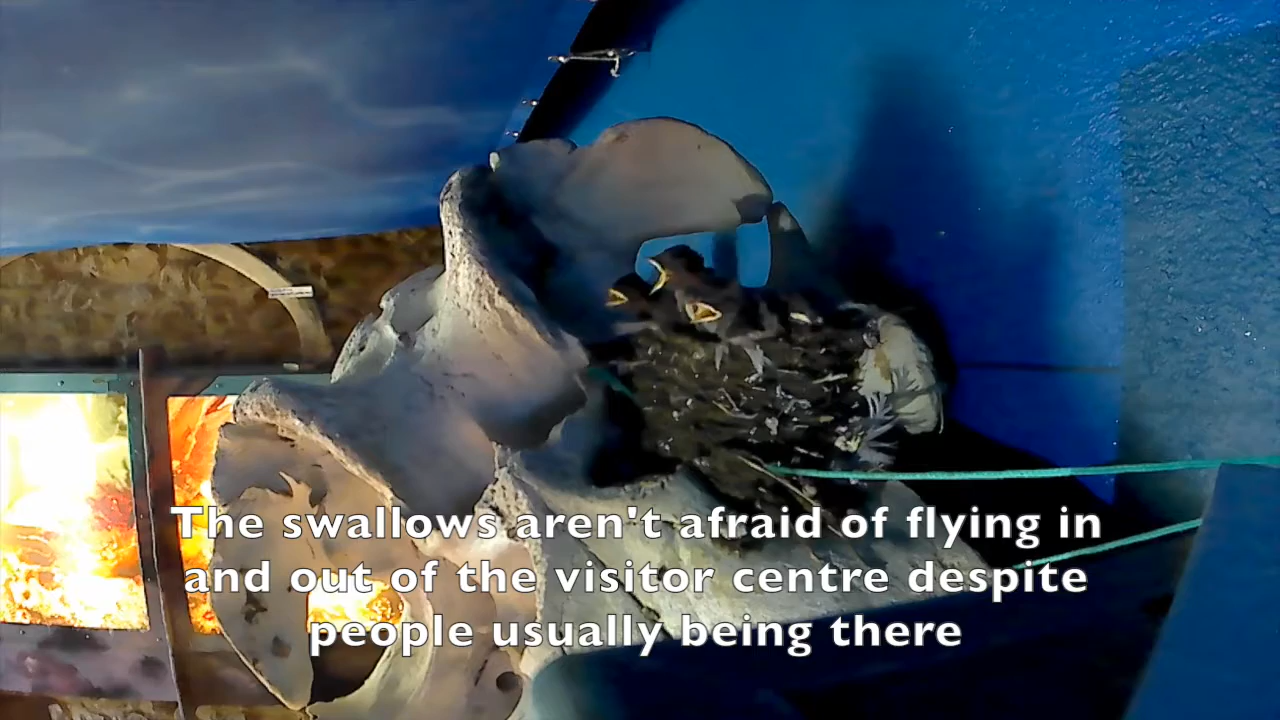 The swallows aren't afraid of flying in
and out of the visitor centre despite
people usually being there